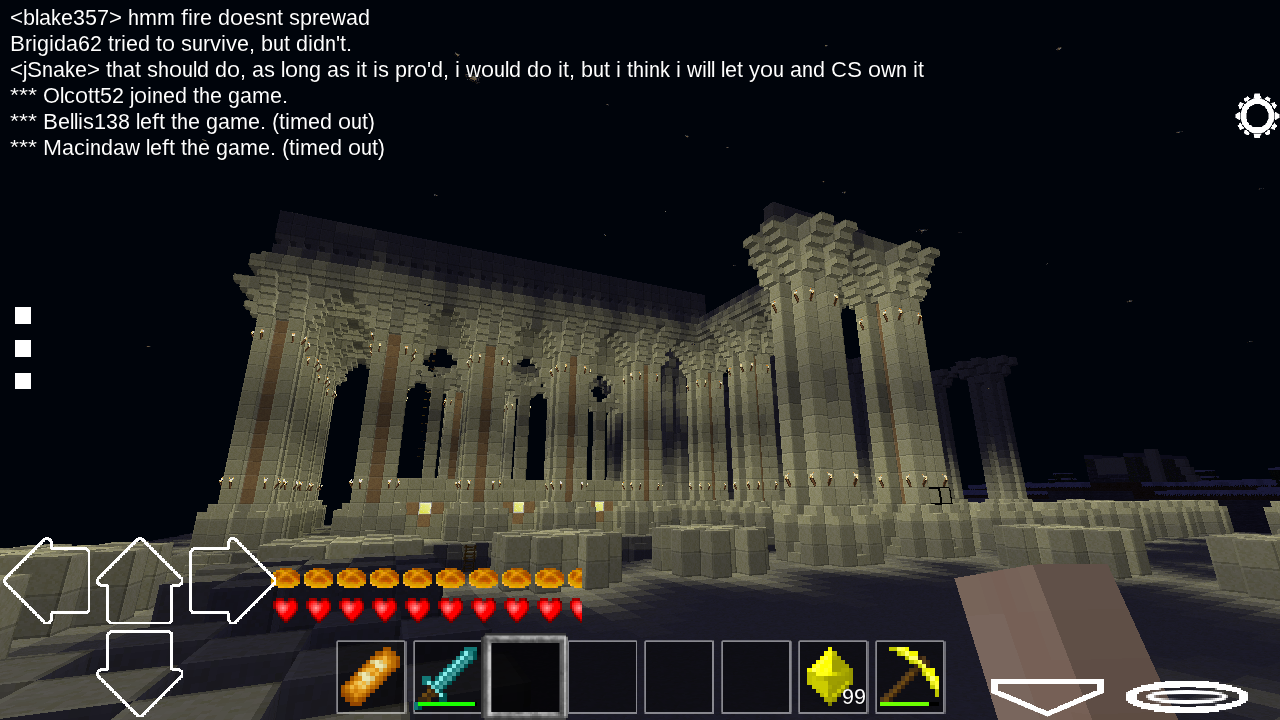 <blake357> hmm fire doesnt sprewad
Brigida62 tried to survive, but didn't.
<jSnake> that should do, as long as it is pro'd, i would do it, but i think i will let you and CS own it
*** Olcott52 joined the game.
*** Bellis138 left the game. (timed out)
*** Macindaw left the game. (timed out)
99